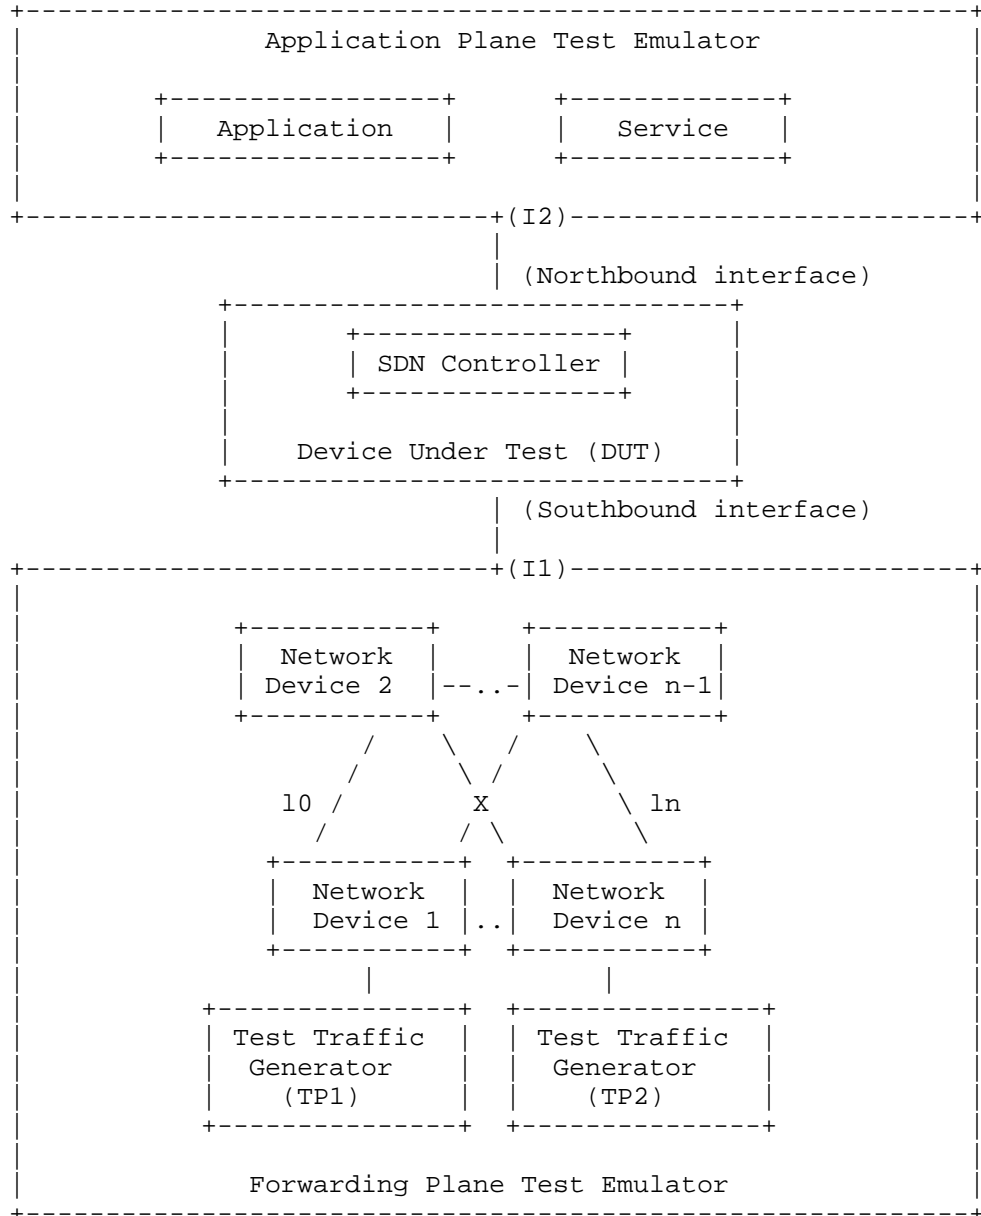 Application Plane Test Emulator
Application Service
(I2)
(Northbound interface)
SDN Controller
Device Under Test (DUT)
(Southbound interface)
(I1)
Network Network
Device 2 --..- Device n-1
l0 X ln
Network Network
Device 1 .. Device n
Test Traffic Test Traffic
Generator Generator
(TP1) (TP2)
Forwarding Plane Test Emulator